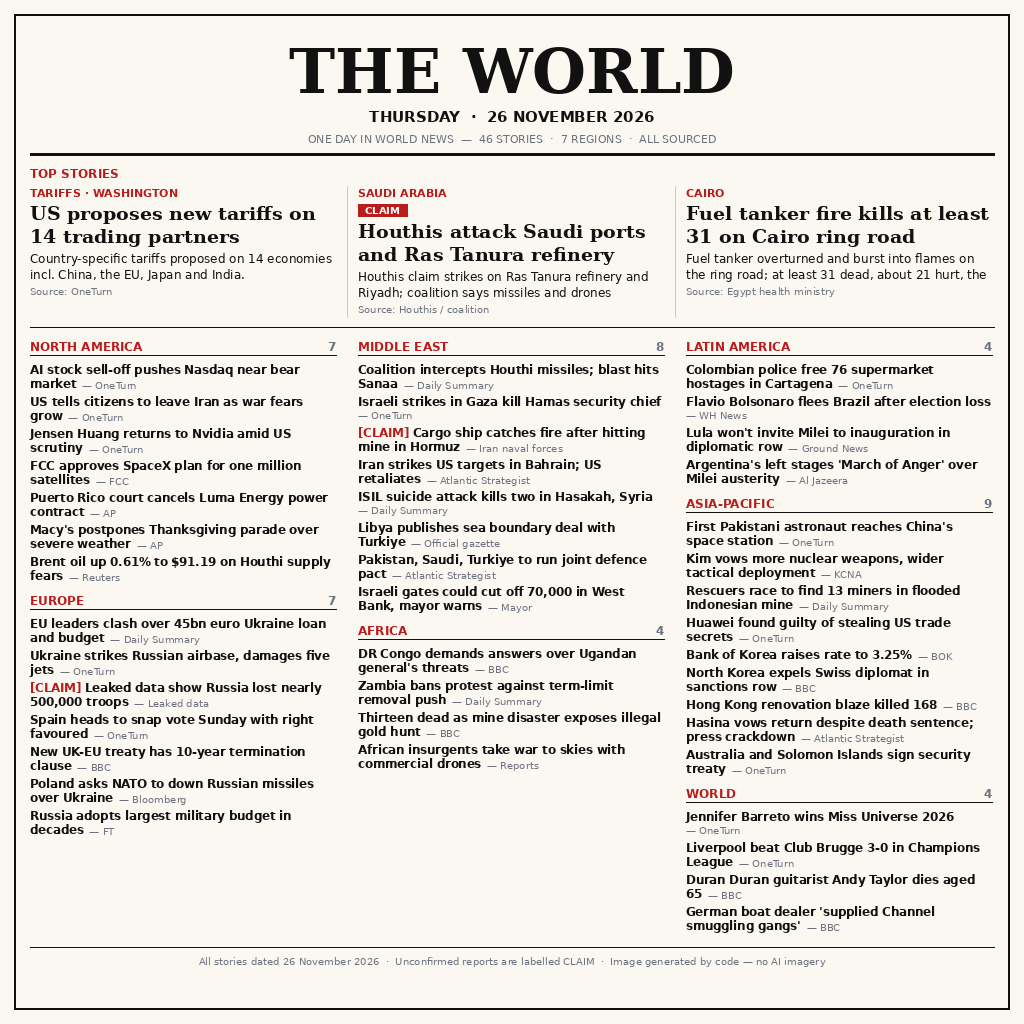 THE WORLD
THURSDAY · 26 NOVEMBER 2026
ONE DAY IN WORLD NEWS — 46 STORIES · 7 REGIONS · ALL SOURCED
TOP STORIES
TARIFFS · WASHINGTON
US proposes new tariffs on
14 trading partners
Country-specific tariffs proposed on 14 economies
incl. China, the EU, Japan and India.
Source: OneTurn
SAUDI ARABIA
CLAIM
Houthis attack Saudi ports
and Ras Tanura refinery
Houthis claim strikes on Ras Tanura refinery and
Riyadh; coalition says missiles and drones
Source: Houthis / coalition
CAIRO
Fuel tanker fire kills at least
31 on Cairo ring road
Fuel tanker overturned and burst into flames on
the ring road; at least 31 dead, about 21 hurt, the
Source: Egypt health ministry
NORTH AMERICA 7
AI stock sell-off pushes Nasdaq near bear
market — OneTurn
US tells citizens to leave Iran as war fears
grow — OneTurn
Jensen Huang returns to Nvidia amid US
scrutiny — OneTurn
FCC approves SpaceX plan for one million
satellites — FCC
Puerto Rico court cancels Luma Energy power
contract — AP
Macy's postpones Thanksgiving parade over
severe weather — AP
Brent oil up 0.61% to $91.19 on Houthi supply
fears — Reuters
EUROPE 7
EU leaders clash over 45bn euro Ukraine loan
and budget — Daily Summary
Ukraine strikes Russian airbase, damages five
jets — OneTurn
[CLAIM] Leaked data show Russia lost nearly
500,000 troops — Leaked data
Spain heads to snap vote Sunday with right
favoured — OneTurn
New UK-EU treaty has 10-year termination
clause — BBC
Poland asks NATO to down Russian missiles
over Ukraine — Bloomberg
Russia adopts largest military budget in
decades — FT
MIDDLE EAST 8
Coalition intercepts Houthi missiles; blast hits
Sanaa — Daily Summary
Israeli strikes in Gaza kill Hamas security chief
— OneTurn
[CLAIM] Cargo ship catches fire after hitting
mine in Hormuz — Iran naval forces
Iran strikes US targets in Bahrain; US
retaliates — Atlantic Strategist
ISIL suicide attack kills two in Hasakah, Syria
— Daily Summary
Libya publishes sea boundary deal with
Turkiye — Official gazette
Pakistan, Saudi, Turkiye to run joint defence
pact — Atlantic Strategist
Israeli gates could cut off 70,000 in West
Bank, mayor warns — Mayor
AFRICA 4
DR Congo demands answers over Ugandan
general's threats — BBC
Zambia bans protest against term-limit
removal push — Daily Summary
Thirteen dead as mine disaster exposes illegal
gold hunt — BBC
African insurgents take war to skies with
commercial drones — Reports
LATIN AMERICA 4
Colombian police free 76 supermarket
hostages in Cartagena — OneTurn
Flavio Bolsonaro flees Brazil after election loss
— WH News
Lula won't invite Milei to inauguration in
diplomatic row — Ground News
Argentina's left stages 'March of Anger' over
Milei austerity — Al Jazeera
ASIA-PACIFIC 9
First Pakistani astronaut reaches China's
space station — OneTurn
Kim vows more nuclear weapons, wider
tactical deployment — KCNA
Rescuers race to find 13 miners in flooded
Indonesian mine — Daily Summary
Huawei found guilty of stealing US trade
secrets — OneTurn
Bank of Korea raises rate to 3.25% — BOK
North Korea expels Swiss diplomat in
sanctions row — BBC
Hong Kong renovation blaze killed 168 — BBC
Hasina vows return despite death sentence;
press crackdown — Atlantic Strategist
Australia and Solomon Islands sign security
treaty — OneTurn
WORLD 4
Jennifer Barreto wins Miss Universe 2026
— OneTurn
Liverpool beat Club Brugge 3-0 in Champions
League — OneTurn
Duran Duran guitarist Andy Taylor dies aged
65 — BBC
German boat dealer 'supplied Channel
smuggling gangs' — BBC
All stories dated 26 November 2026 · Unconfirmed reports are labelled CLAIM · Image generated by code — no AI imagery